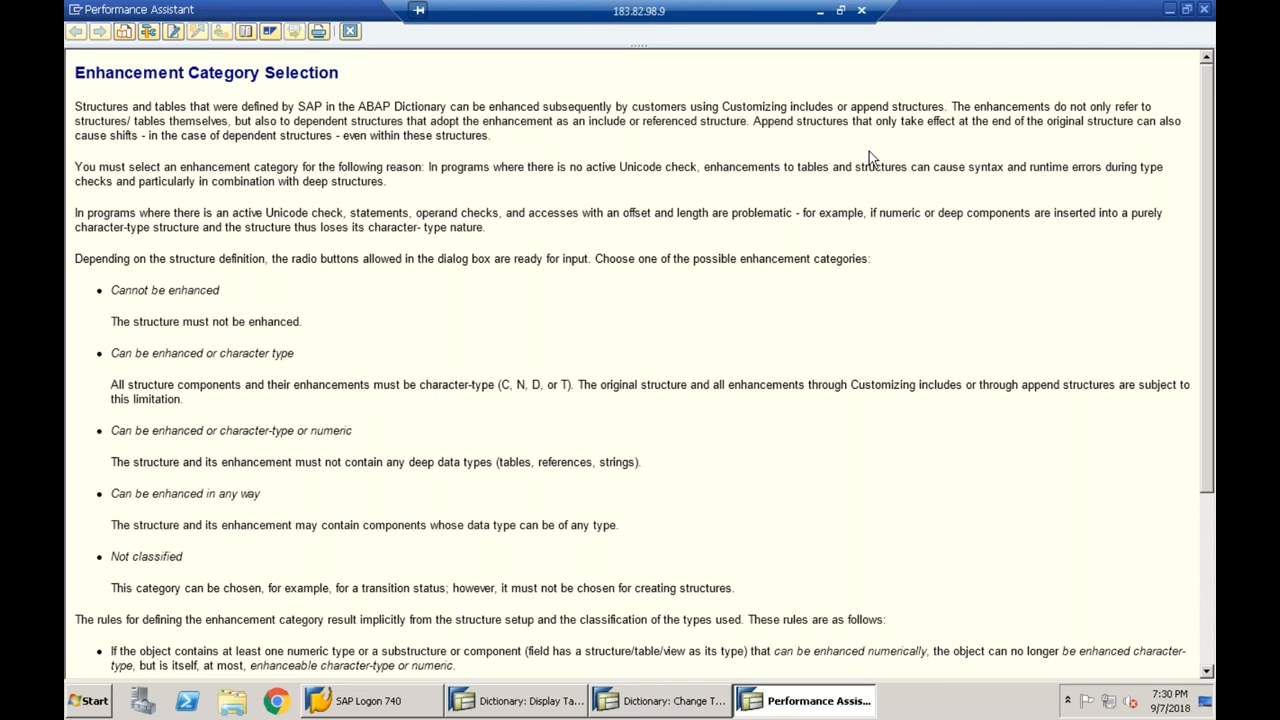 Performance Assistant
183.82.98.9
Enhancement Category Selection
Structures and tables that were defined by SAP in the ABAP Dictionary can be enhanced subsequently by customers using Customizing includes or append structures. The enhancements do not only refer to
structures/ tables themselves, but also to dependent structures that adopt the enhancement as an include or referenced structure. Append structures that only take effect at the end of the original structure can also
cause shifts - in the case of dependent structures - even within these structures.
You must select an enhancement category for the following reason: In programs where there is no active Unicode check, enhancements to tables and structures can cause syntax and runtime errors during type
checks and particularly in combination with deep structures.
In programs where there is an active Unicode check, statements, operand checks, and accesses with an offset and length are problematic - for example, if numeric or deep components are inserted into a purely
character-type structure and the structure thus loses its character- type nature.
Depending on the structure definition, the radio buttons allowed in the dialog box are ready for input. Choose one of the possible enhancement categories:
• Cannot be enhanced
The structure must not be enhanced.
• Can be enhanced or character type
All structure components and their enhancements must be character-type (C, N, D, or T). The original structure and all enhancements through Customizing includes or through append structures are subject to
this limitation.
• Can be enhanced or character-type or numeric
The structure and its enhancement must not contain any deep data types (tables, references, strings).
• Can be enhanced in any way
The structure and its enhancement may contain components whose data type can be of any type.
• Not classified
This category can be chosen, for example, for a transition status; however, it must not be chosen for creating structures.
The rules for defining the enhancement category result implicitly from the structure setup and the classification of the types used. These rules are as follows:
• If the object contains at least one numeric type or a substructure or component (field has a structure/table/view as its type) that can be enhanced numerically, the object can no longer be enhanced character-
type, but is itself, at most, enhanceable character-type or numeric.
Start
SAP Logon 740
Dictionary: Display Ta...
Dictionary: Change T...
Performance Assis...
7:30 PM
9/7/2018